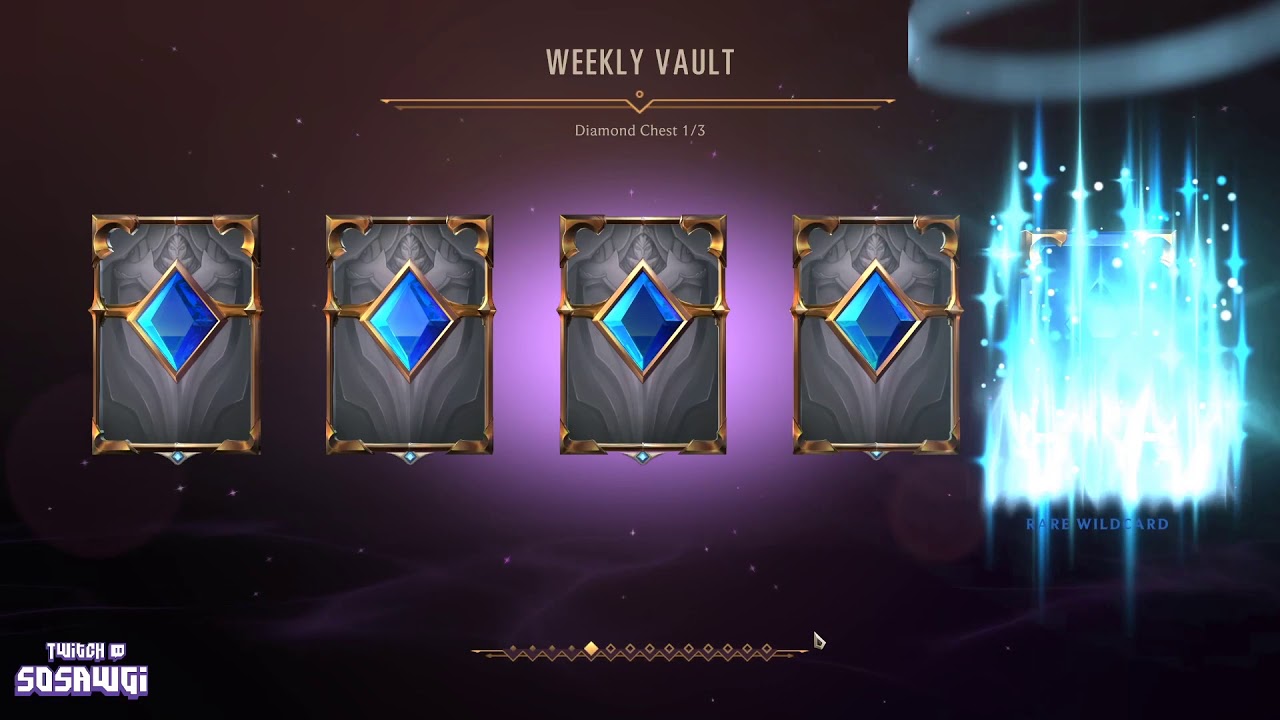 WEEKLY VAULT
Diamond Chest 1/3
RARE WILDCARD
TWITCH
SOSAWGI